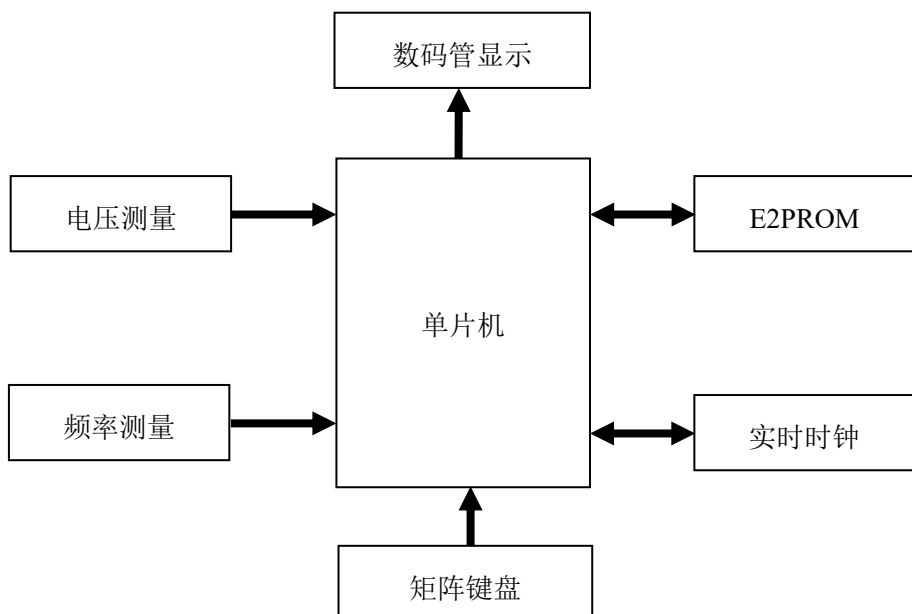 数码管显示
电压测量
E2PROM
单片机
频率测量
实时时钟
矩阵键盘